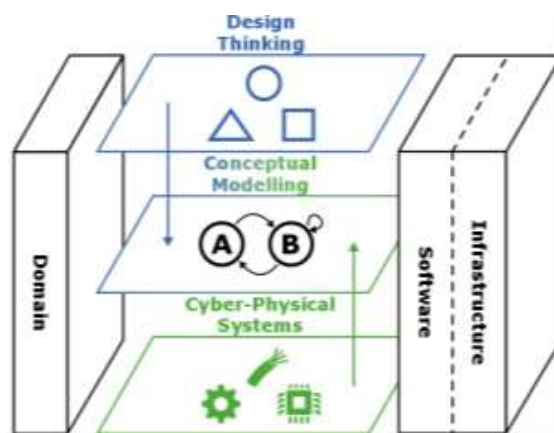 Design
Thinking
Conceptual
Modelling
A
B
Cyber-Physical
Systems
Domain
Software
Infrastructure